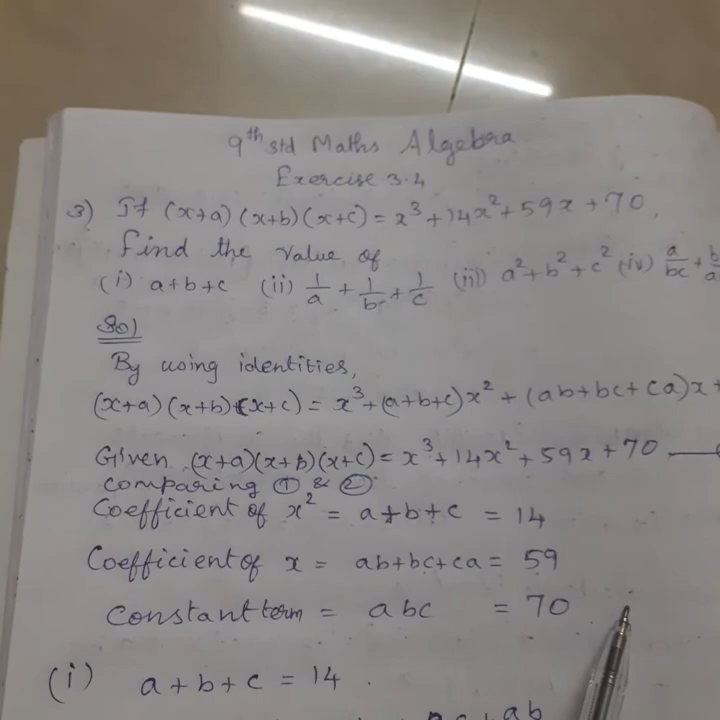 9th std Maths Algebra
Exercise 3.4
3) If (x+a)(x+b)(x+c) = x³+14x²+59x+70,
find the value of
(i) a+b+c (ii) 1/a + 1/b + 1/c (iii) a²+b²+c² (iv) a/bc + b/a
Sol
By using identities,
(x+a)(x+b)(x+c) = x³+(a+b+c)x²+(ab+bc+ca)x+
Given (x+a)(x+b)(x+c) = x³+14x²+59x+70
comparing ① & ②
Coefficient of x² = a+b+c = 14
Coefficient of x = ab+bc+ca = 59
constant term = abc = 70
(i) a+b+c = 14.